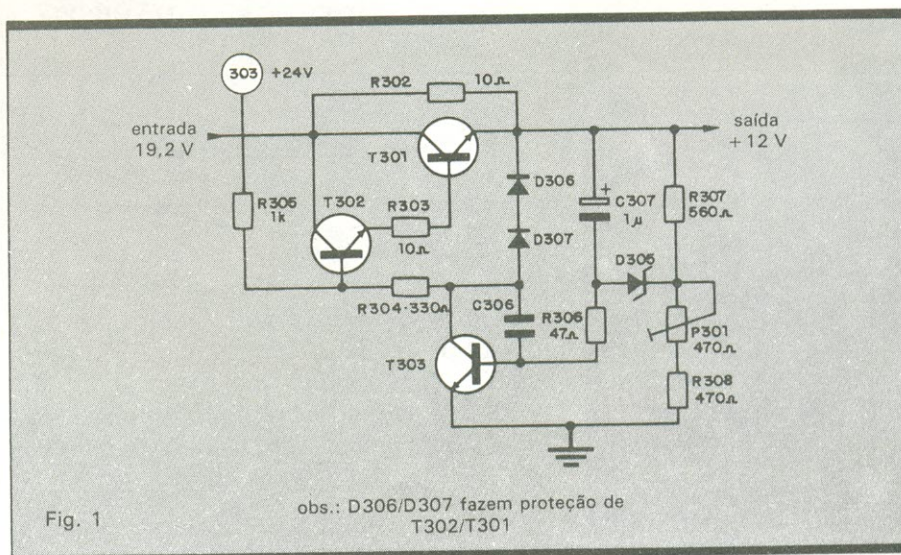 303 +24V
R302 10Ω
entrada
19,2 V
saída
+ 12 V
T301
D306
C307
1µ
+
R307
560Ω
R305
1k
T302
R303
10Ω
D307
D305
R304·330Ω
C306
R306
47Ω
P301
470Ω
T303
R308
470Ω
Fig. 1
obs.: D306/D307 fazem proteção de
T302/T301